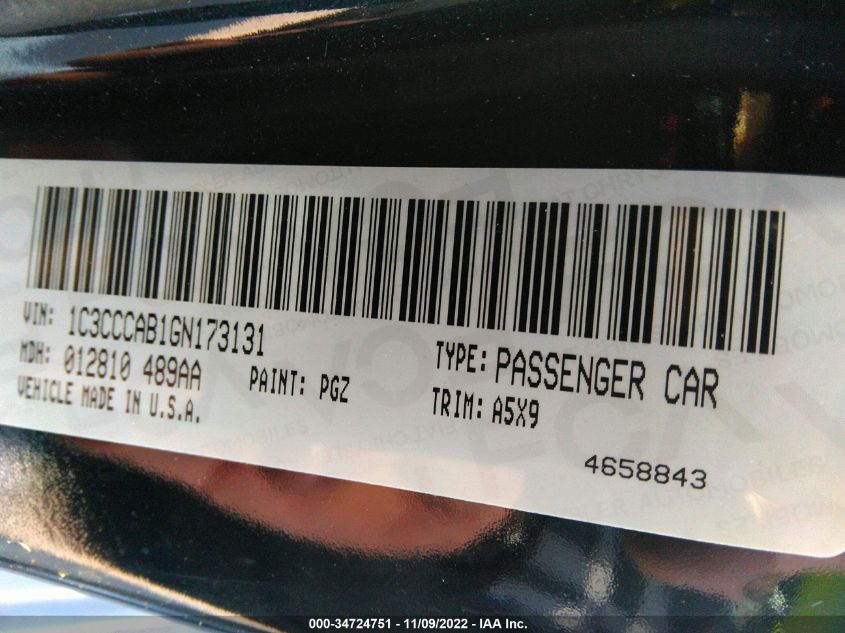 VIN: 1C3CCCAB1GN173131
MDH: 012810 489AA
VEHICLE MADE IN U.S.A.
PAINT: PGZ
TYPE: PASSENGER CAR
TRIM: A5X9
4658843
000-34724751 - 11/09/2022 - IAA Inc.